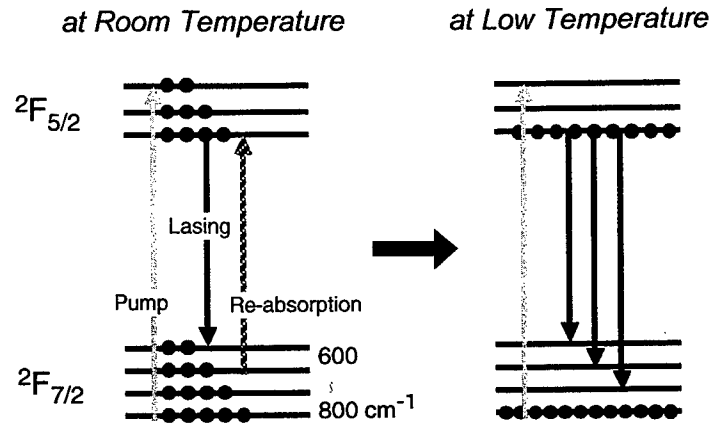 at Room Temperature
at Low Temperature
²F5/2
Lasing
Pump
Re-absorption
600
²F7/2
800 cm⁻¹